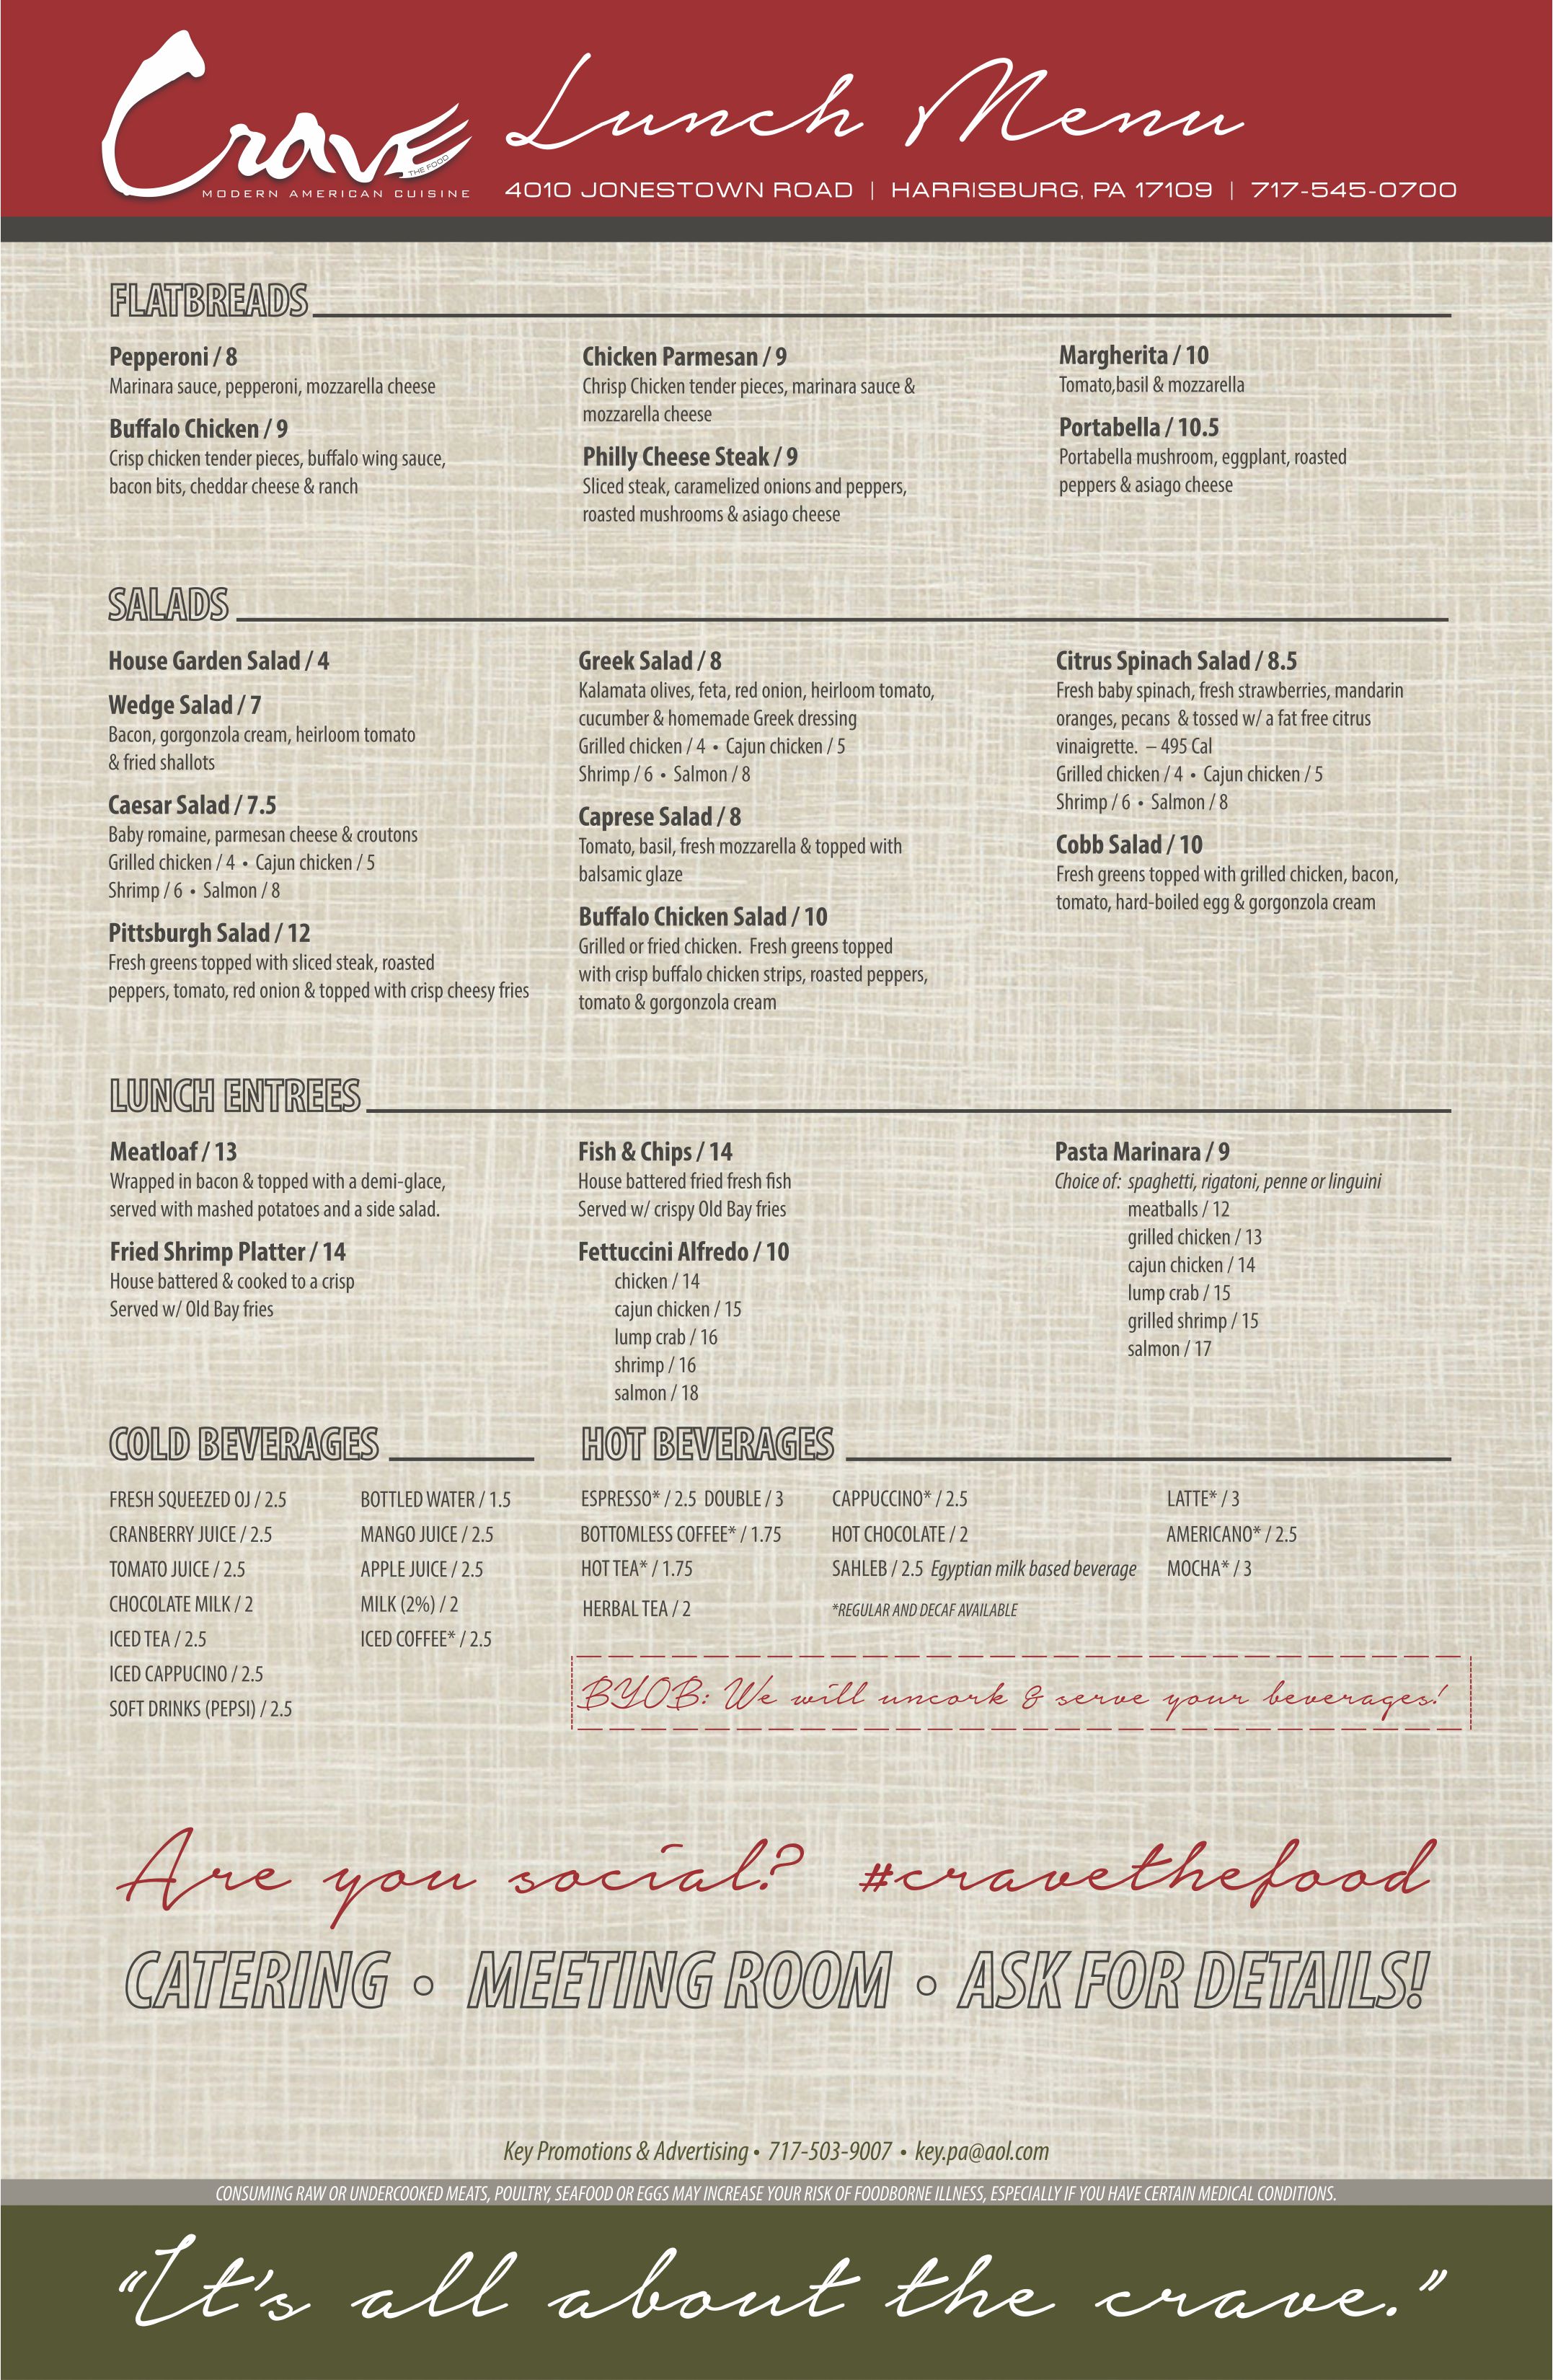 Crave
THE FOOD
MODERN AMERICAN CUISINE
Lunch Menu
4010 JONESTOWN ROAD | HARRISBURG, PA 17109 | 717-545-0700
FLATBREADS
Pepperoni / 8
Marinara sauce, pepperoni, mozzarella cheese
Buffalo Chicken / 9
Crisp chicken tender pieces, buffalo wing sauce,
bacon bits, cheddar cheese & ranch
Chicken Parmesan / 9
Chrisp Chicken tender pieces, marinara sauce &
mozzarella cheese
Philly Cheese Steak / 9
Sliced steak, caramelized onions and peppers,
roasted mushrooms & asiago cheese
Margherita / 10
Tomato,basil & mozzarella
Portabella / 10.5
Portabella mushroom, eggplant, roasted
peppers & asiago cheese
SALADS
House Garden Salad / 4
Wedge Salad / 7
Bacon, gorgonzola cream, heirloom tomato
& fried shallots
Caesar Salad / 7.5
Baby romaine, parmesan cheese & croutons
Grilled chicken / 4 • Cajun chicken / 5
Shrimp / 6 • Salmon / 8
Pittsburgh Salad / 12
Fresh greens topped with sliced steak, roasted
peppers, tomato, red onion & topped with crisp cheesy fries
Greek Salad / 8
Kalamata olives, feta, red onion, heirloom tomato,
cucumber & homemade Greek dressing
Grilled chicken / 4 • Cajun chicken / 5
Shrimp / 6 • Salmon / 8
Caprese Salad / 8
Tomato, basil, fresh mozzarella & topped with
balsamic glaze
Buffalo Chicken Salad / 10
Grilled or fried chicken. Fresh greens topped
with crisp buffalo chicken strips, roasted peppers,
tomato & gorgonzola cream
Citrus Spinach Salad / 8.5
Fresh baby spinach, fresh strawberries, mandarin
oranges, pecans & tossed w/ a fat free citrus
vinaigrette. – 495 Cal
Grilled chicken / 4 • Cajun chicken / 5
Shrimp / 6 • Salmon / 8
Cobb Salad / 10
Fresh greens topped with grilled chicken, bacon,
tomato, hard-boiled egg & gorgonzola cream
LUNCH ENTREES
Meatloaf / 13
Wrapped in bacon & topped with a demi-glace,
served with mashed potatoes and a side salad.
Fried Shrimp Platter / 14
House battered & cooked to a crisp
Served w/ Old Bay fries
Fish & Chips / 14
House battered fried fresh fish
Served w/ crispy Old Bay fries
Fettuccini Alfredo / 10
chicken / 14
cajun chicken / 15
lump crab / 16
shrimp / 16
salmon / 18
Pasta Marinara / 9
Choice of: spaghetti, rigatoni, penne or linguini
meatballs / 12
grilled chicken / 13
cajun chicken / 14
lump crab / 15
grilled shrimp / 15
salmon / 17
COLD BEVERAGES
FRESH SQUEEZED OJ / 2.5
CRANBERRY JUICE / 2.5
TOMATO JUICE / 2.5
CHOCOLATE MILK / 2
ICED TEA / 2.5
ICED CAPPUCINO / 2.5
SOFT DRINKS (PEPSI) / 2.5
BOTTLED WATER / 1.5
MANGO JUICE / 2.5
APPLE JUICE / 2.5
MILK (2%) / 2
ICED COFFEE* / 2.5
HOT BEVERAGES
ESPRESSO* / 2.5 DOUBLE / 3
BOTTOMLESS COFFEE* / 1.75
HOT TEA* / 1.75
HERBAL TEA / 2
CAPPUCCINO* / 2.5
HOT CHOCOLATE / 2
SAHLEB / 2.5 Egyptian milk based beverage
*REGULAR AND DECAF AVAILABLE
LATTE* / 3
AMERICANO* / 2.5
MOCHA* / 3
BYOB: We will uncork & serve your beverages!
Are you social? #cravethefood
CATERING • MEETING ROOM • ASK FOR DETAILS!
Key Promotions & Advertising • 717-503-9007 • key.pa@aol.com
CONSUMING RAW OR UNDERCOOKED MEATS, POULTRY, SEAFOOD OR EGGS MAY INCREASE YOUR RISK OF FOODBORNE ILLNESS, ESPECIALLY IF YOU HAVE CERTAIN MEDICAL CONDITIONS.
“It's all about the crave.”